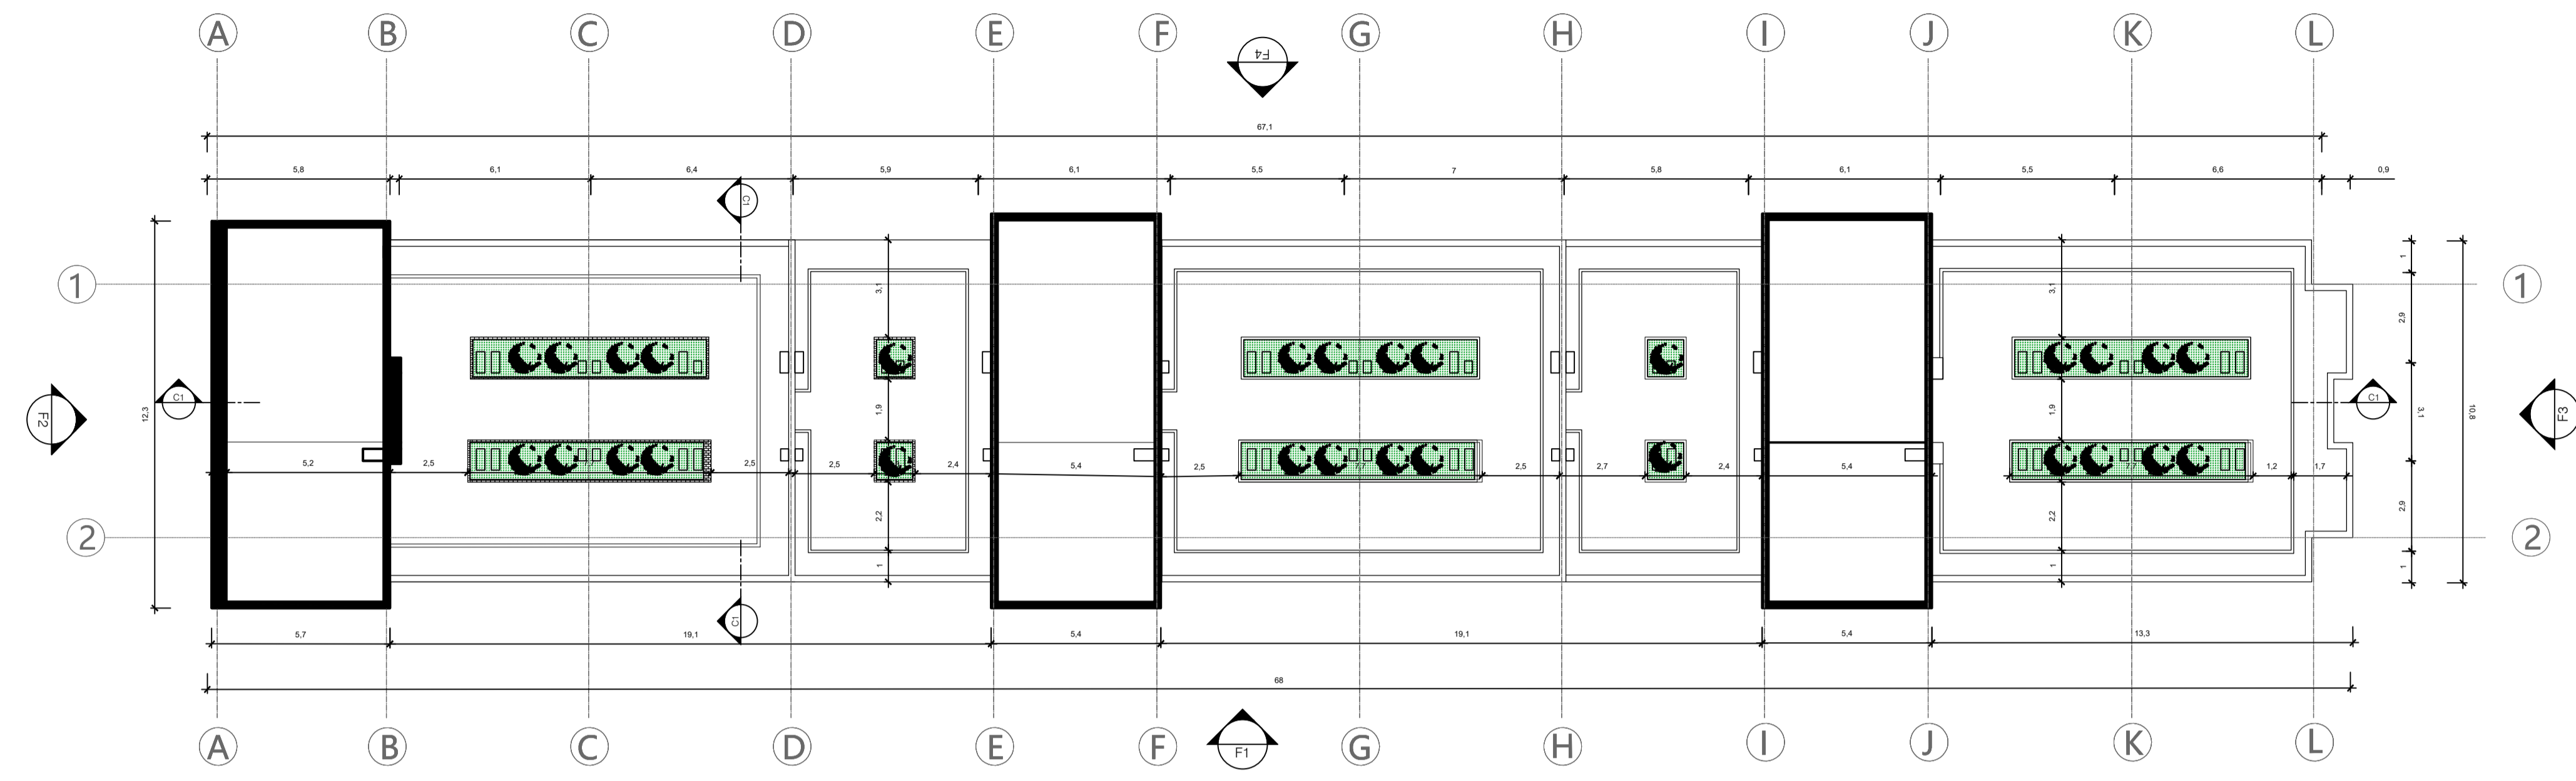 A B C D E F G H I J K L
F4
67,1
5,8 6,1 6,4 5,9 6,1 5,5 7 5,8 6,1 5,5 6,6 0,9
C1
1 3,1 3,1 1 1
2,9
F2 C1 12,3 1,9 1,9 C1 3,1 10,8 F3
5,2 2,5 2,5 2,5 2,4 5,4 2,5 7,7 2,5 2,7 2,4 5,4 7,7 1,2 1,7
2,2 2,2 2,9
2 2
1 1 1
C1
5,7 19,1 5,4 19,1 5,4 13,3
68
A B C D E F G H I J K L
F1